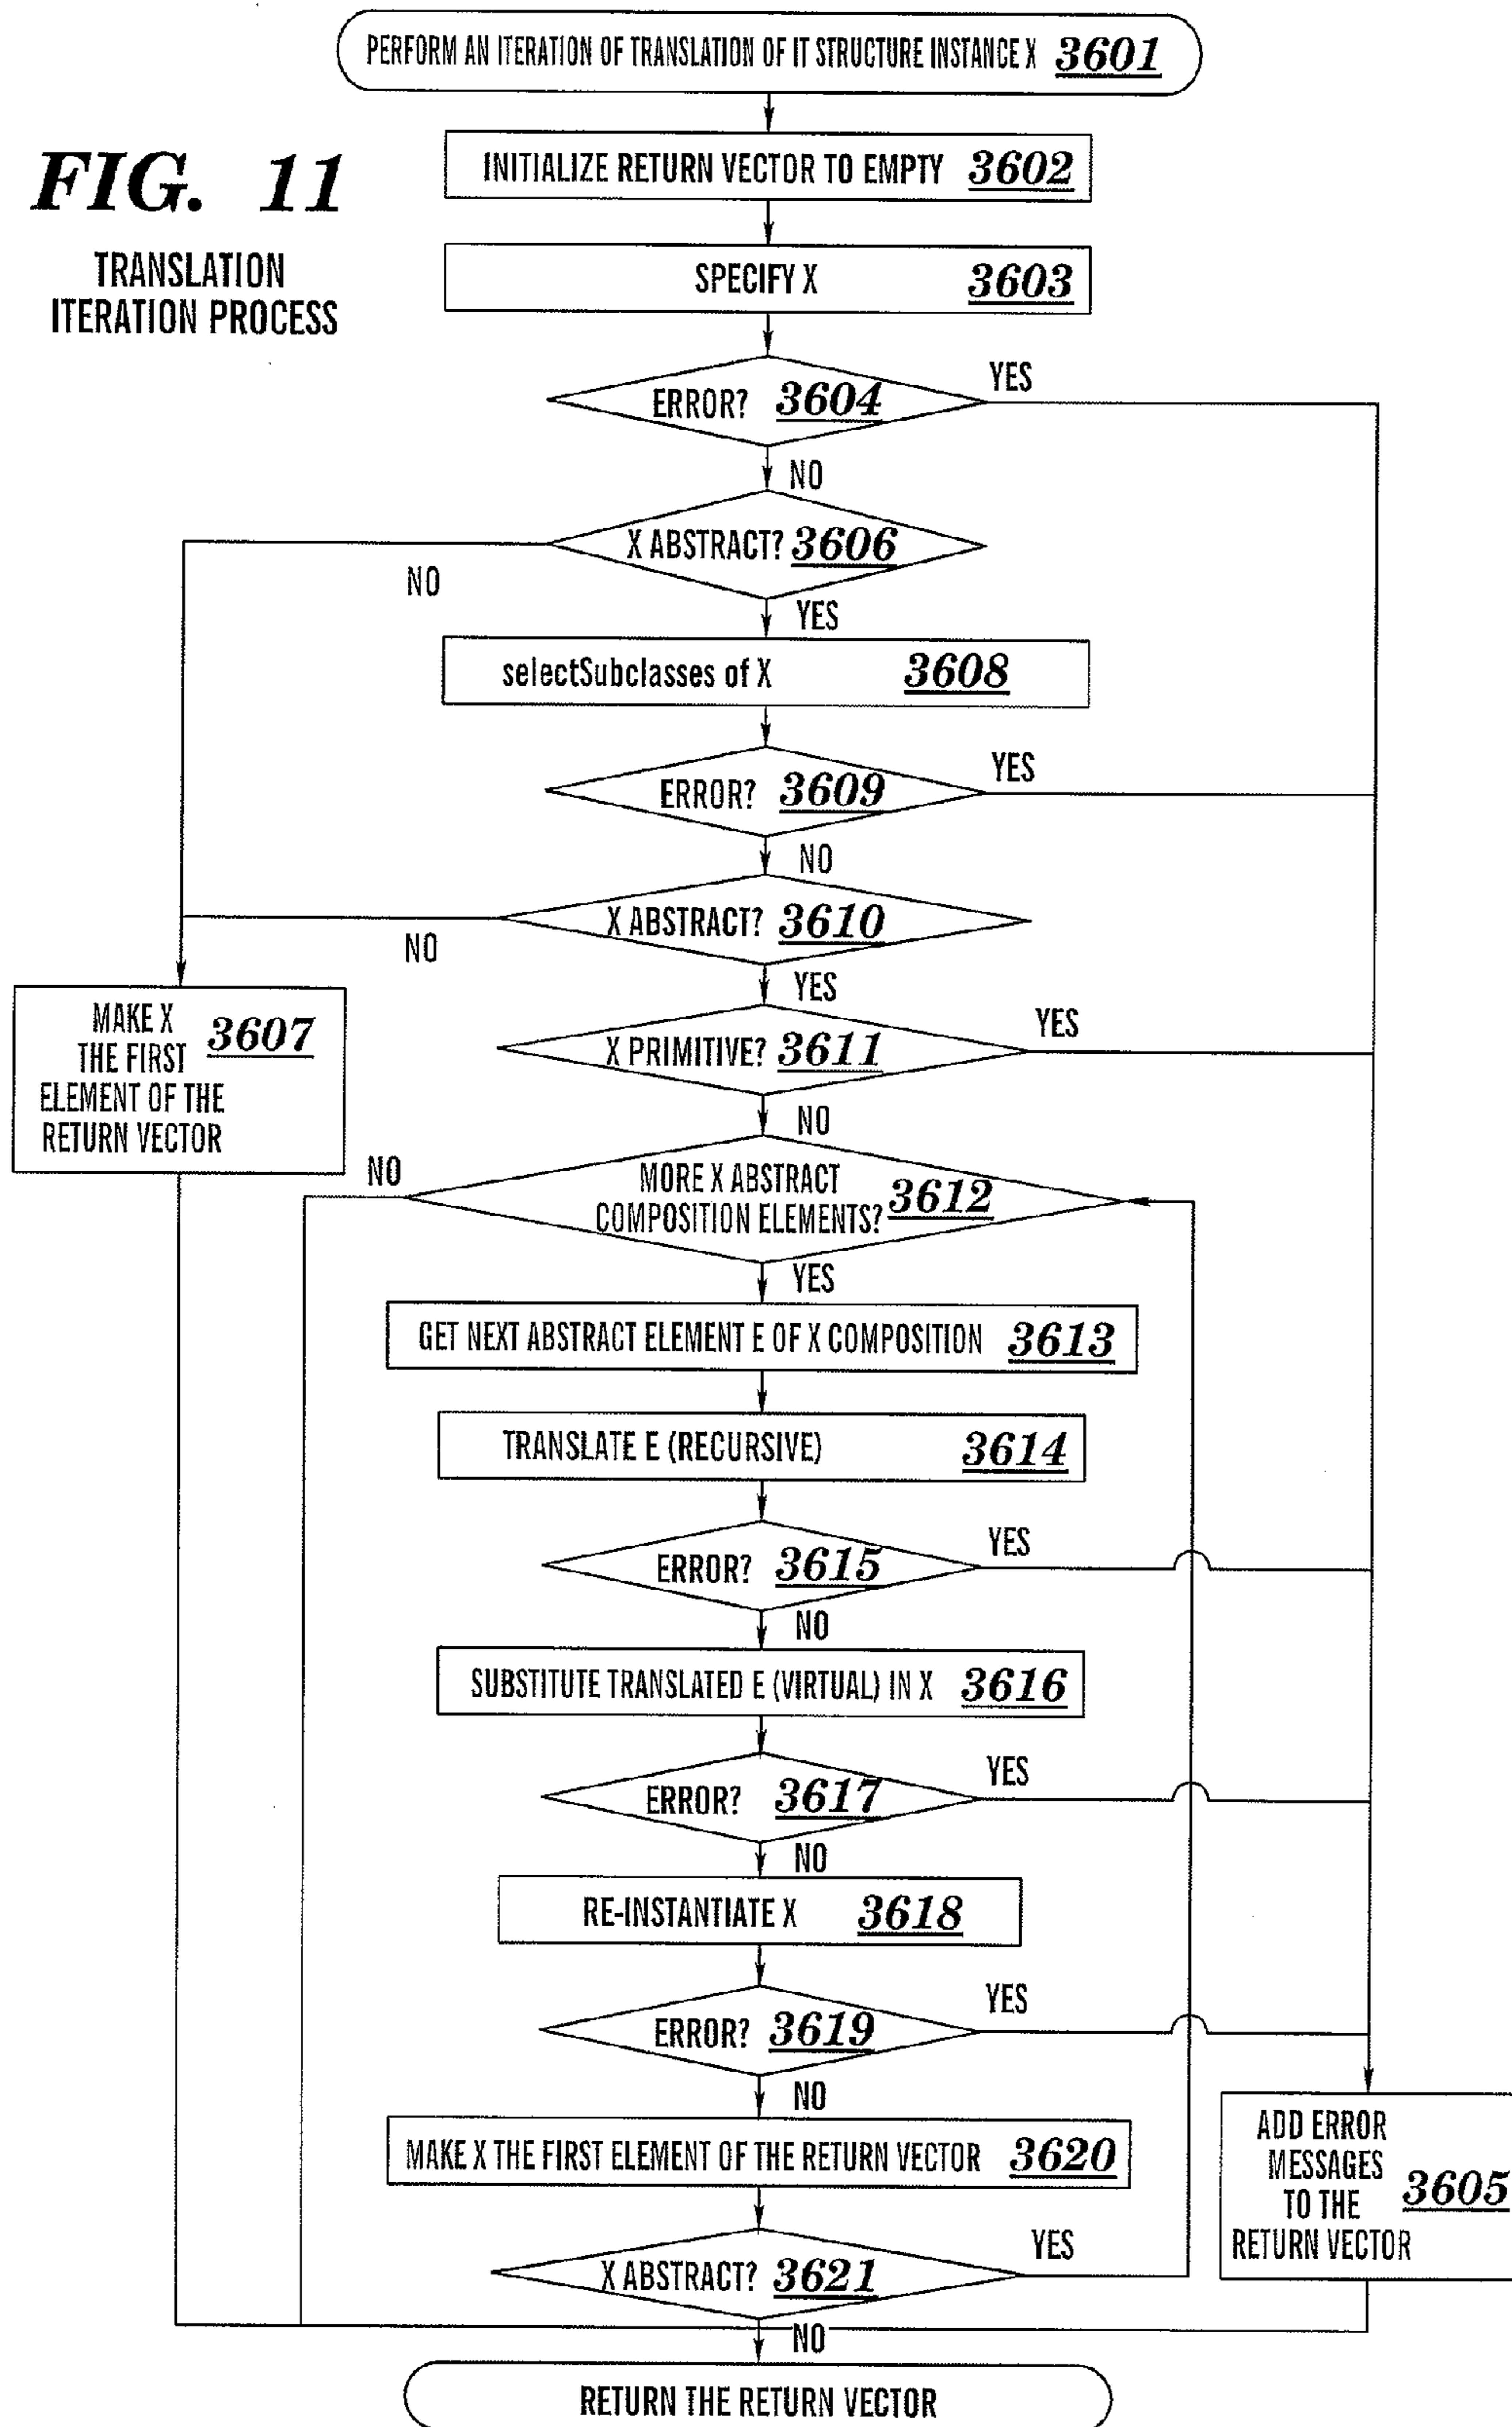 PERFORM AN ITERATION OF TRANSLATION OF IT STRUCTURE INSTANCE X 3601
FIG. 11
TRANSLATION
ITERATION PROCESS
INITIALIZE RETURN VECTOR TO EMPTY 3602
SPECIFY X 3603
ERROR? 3604
YES
NO
X ABSTRACT? 3606
NO
YES
selectSubclasses of X 3608
ERROR? 3609
YES
NO
X ABSTRACT? 3610
NO
YES
MAKE X
THE FIRST 3607
ELEMENT OF THE
RETURN VECTOR
X PRIMITIVE? 3611
YES
NO
MORE X ABSTRACT
COMPOSITION ELEMENTS? 3612
NO
YES
GET NEXT ABSTRACT ELEMENT E OF X COMPOSITION 3613
TRANSLATE E (RECURSIVE) 3614
ERROR? 3615
YES
NO
SUBSTITUTE TRANSLATED E (VIRTUAL) IN X 3616
ERROR? 3617
YES
NO
RE-INSTANTIATE X 3618
ERROR? 3619
YES
NO
MAKE X THE FIRST ELEMENT OF THE RETURN VECTOR 3620
ADD ERROR
MESSAGES 3605
TO THE
RETURN VECTOR
X ABSTRACT? 3621
YES
NO
RETURN THE RETURN VECTOR